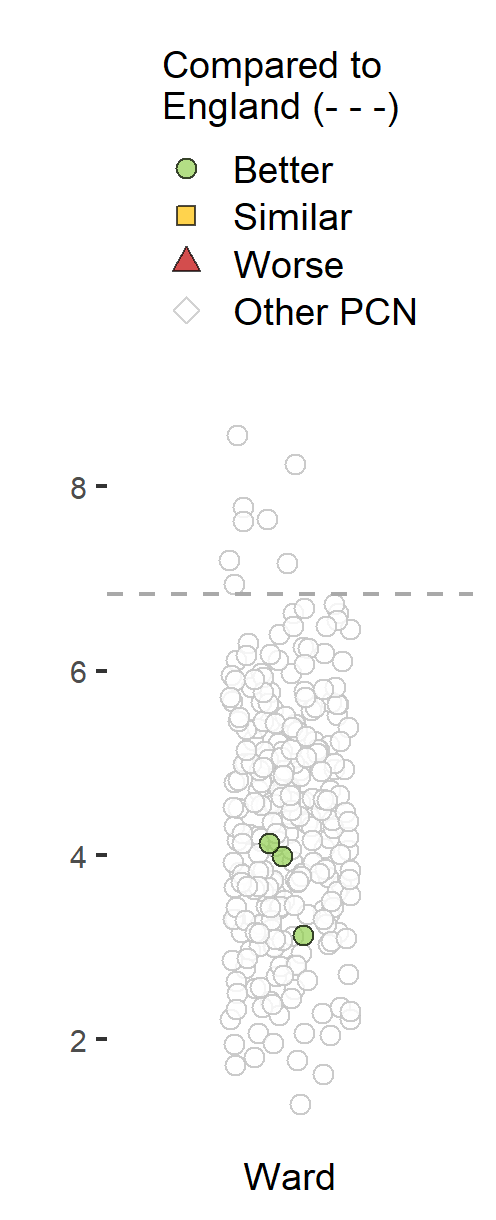 Compared to
England (- - -)
Better
Similar
Worse
Other PCN
8
6
4
2
Ward